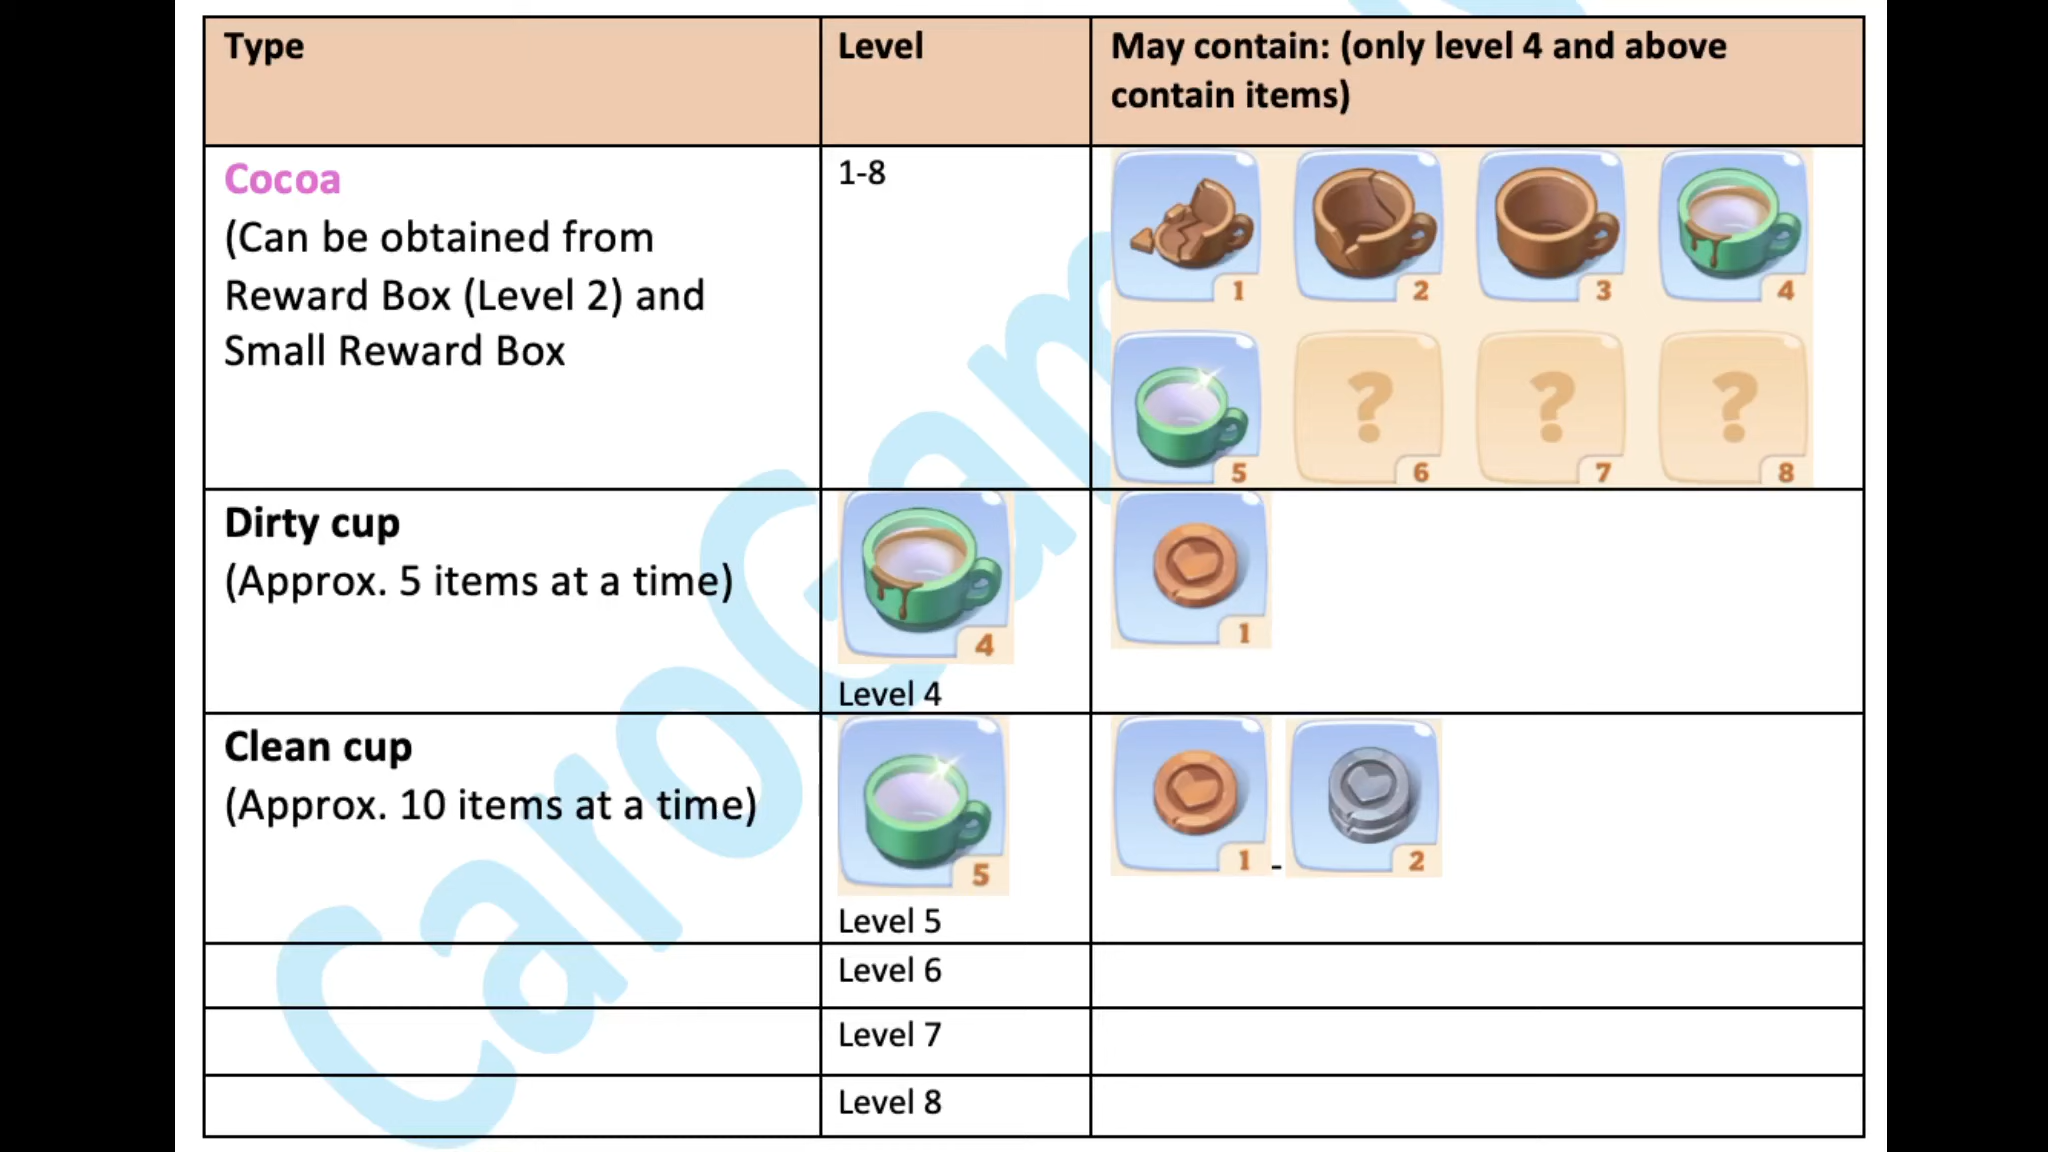 Type
Level
May contain: (only level 4 and above
contain items)
Cocoa
(Can be obtained from
Reward Box (Level 2) and
Small Reward Box
1-8
1
2
3
4
5
?
6
?
7
?
8
Dirty cup
(Approx. 5 items at a time)
4
Level 4
1
Clean cup
(Approx. 10 items at a time)
5
Level 5
1
-
2
Level 6
Level 7
Level 8
CaroGam